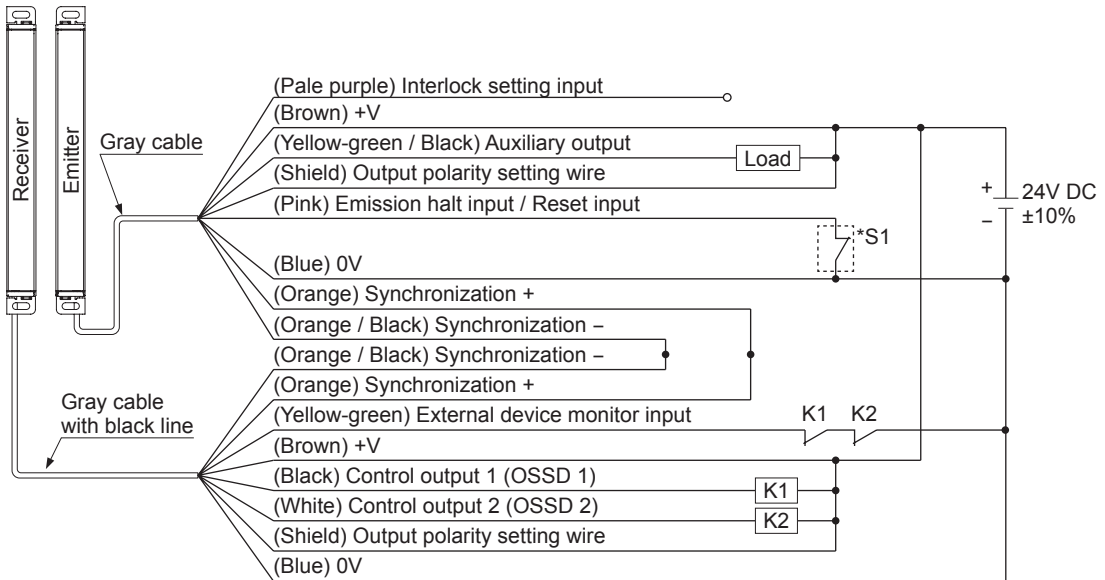 Receiver
Emitter
Gray cable
(Pale purple) Interlock setting input
(Brown) +V
(Yellow-green / Black) Auxiliary output
Load
(Shield) Output polarity setting wire
(Pink) Emission halt input / Reset input
+
24V DC
−
±10%
*S1
(Blue) 0V
(Orange) Synchronization +
(Orange / Black) Synchronization −
(Orange / Black) Synchronization −
(Orange) Synchronization +
Gray cable
with black line
(Yellow-green) External device monitor input
K1
K2
(Brown) +V
(Black) Control output 1 (OSSD 1)
K1
(White) Control output 2 (OSSD 2)
K2
(Shield) Output polarity setting wire
(Blue) 0V